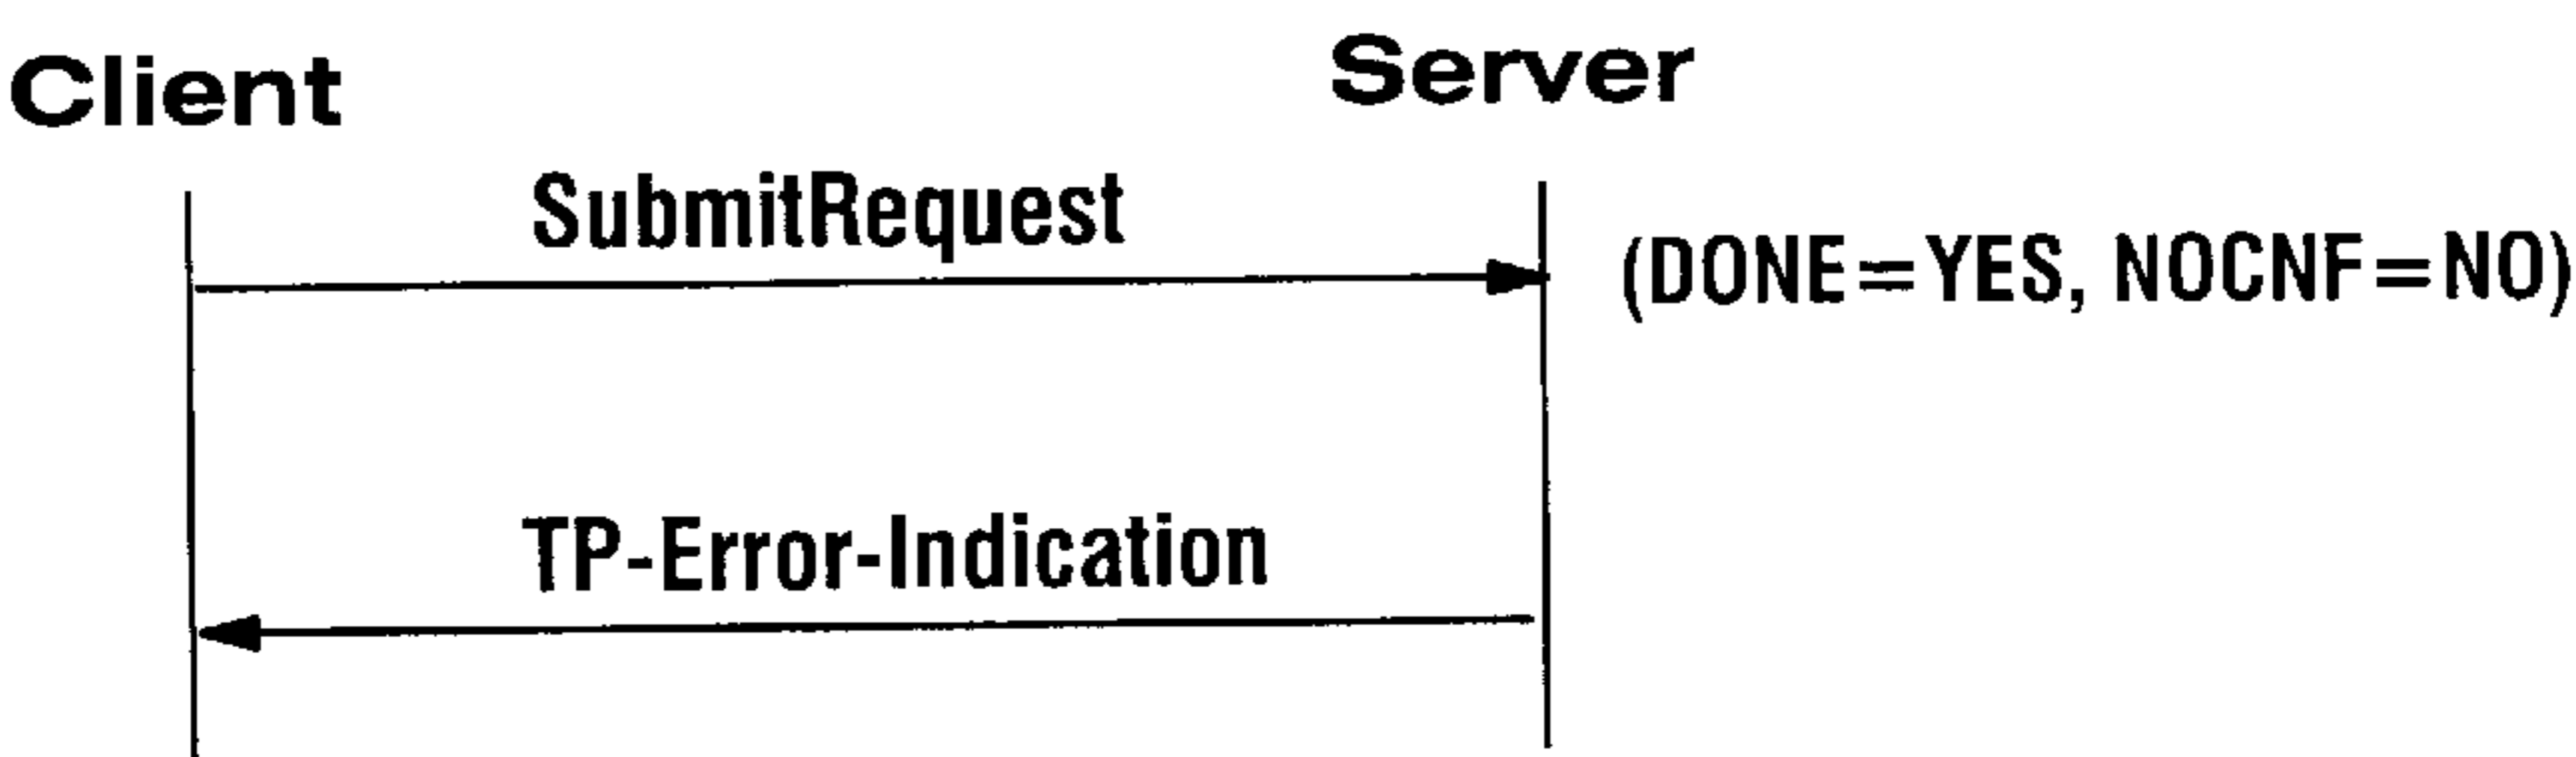 Client
Server
SubmitRequest
(DONE=YES, NOCNF=NO)
TP-Error-Indication